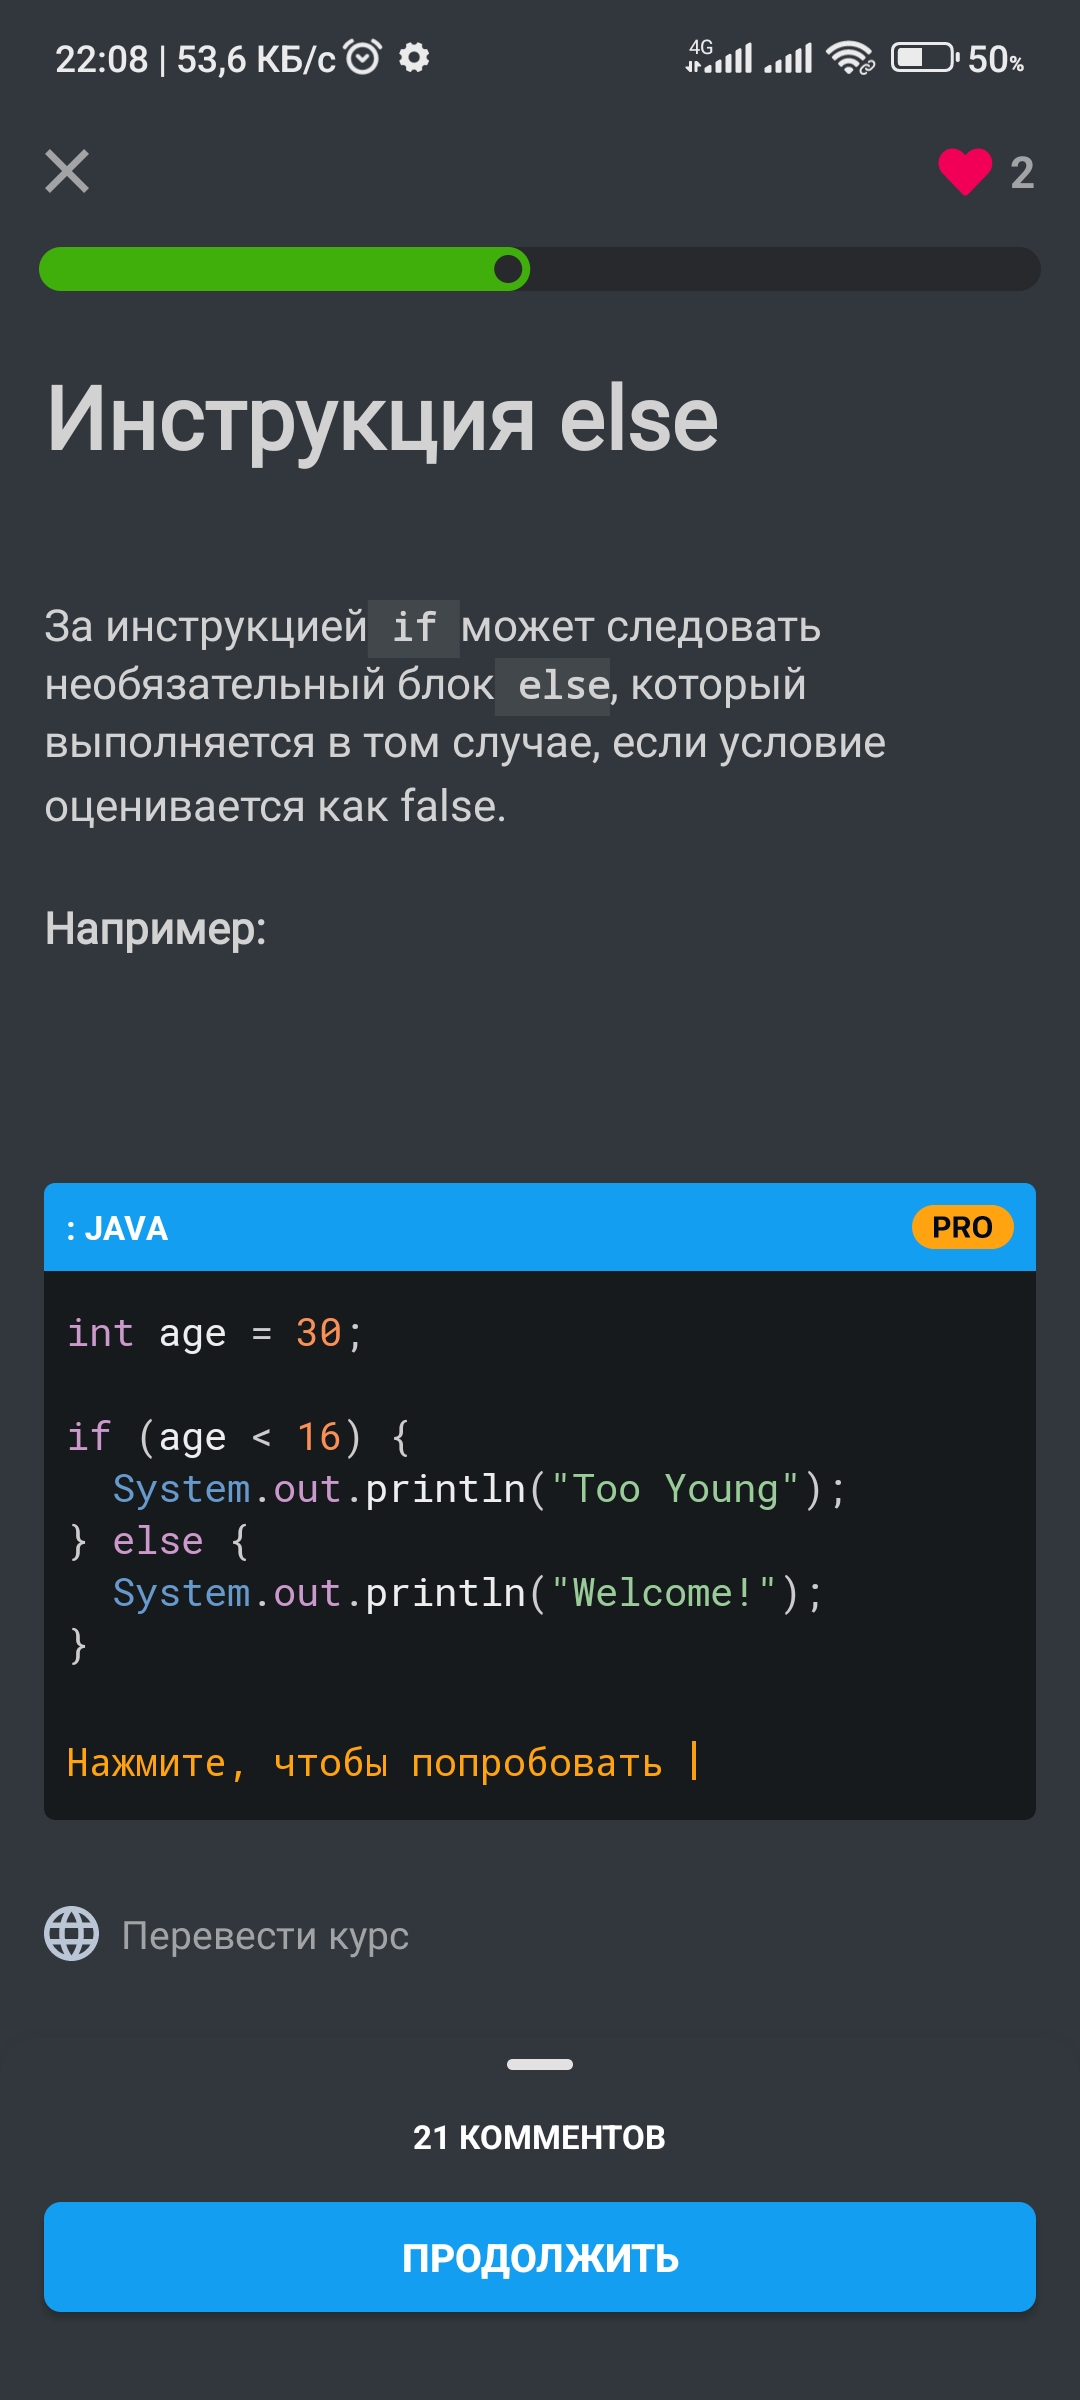 22:08 | 53,6 КБ/с 4G 50%
2
Инструкция else
За инструкцией if может следовать
необязательный блок else, который
выполняется в том случае, если условие
оценивается как false.
Например:
: JAVA PRO
int age = 30;
if (age < 16) {
  System.out.println("Too Young");
} else {
  System.out.println("Welcome!");
}
Нажмите, чтобы попробовать |
Перевести курс
21 КОММЕНТОВ
ПРОДОЛЖИТЬ